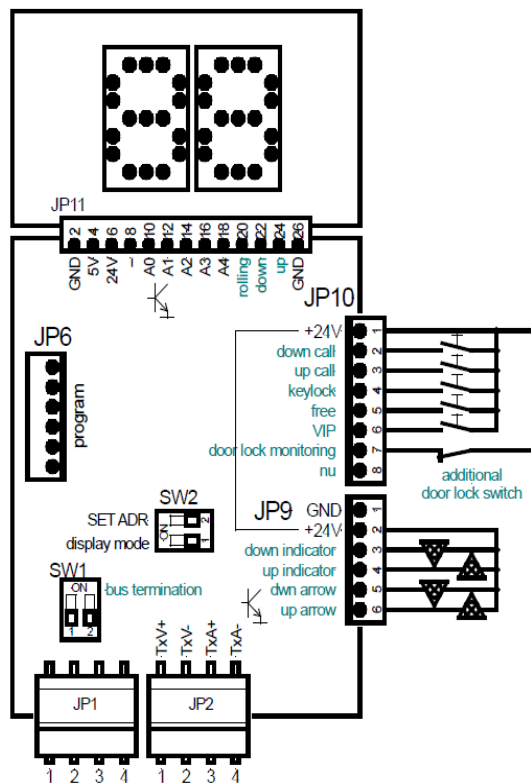 JP11
2 4 6 8 10 12 14 16 18 20 22 24 26
GND 5V 24V ~ A0 A1 A2 A3 A4 rolling down up GND
JP10
+24V 1
down call 2
up call 3
keylock 4
free 5
VIP 6
door lock monitoring 7
nu 8
additional
door lock switch
JP6
program
JP9
GND 1
+24V 2
down indicator 3
up indicator 4
dwn arrow 5
up arrow 6
SW2
SET ADR ON 2
display mode 1
SW1
ON
1 2
bus termination
TxV+ TxV- TxA+ TxA-
JP1 JP2
1 2 3 4 1 2 3 4